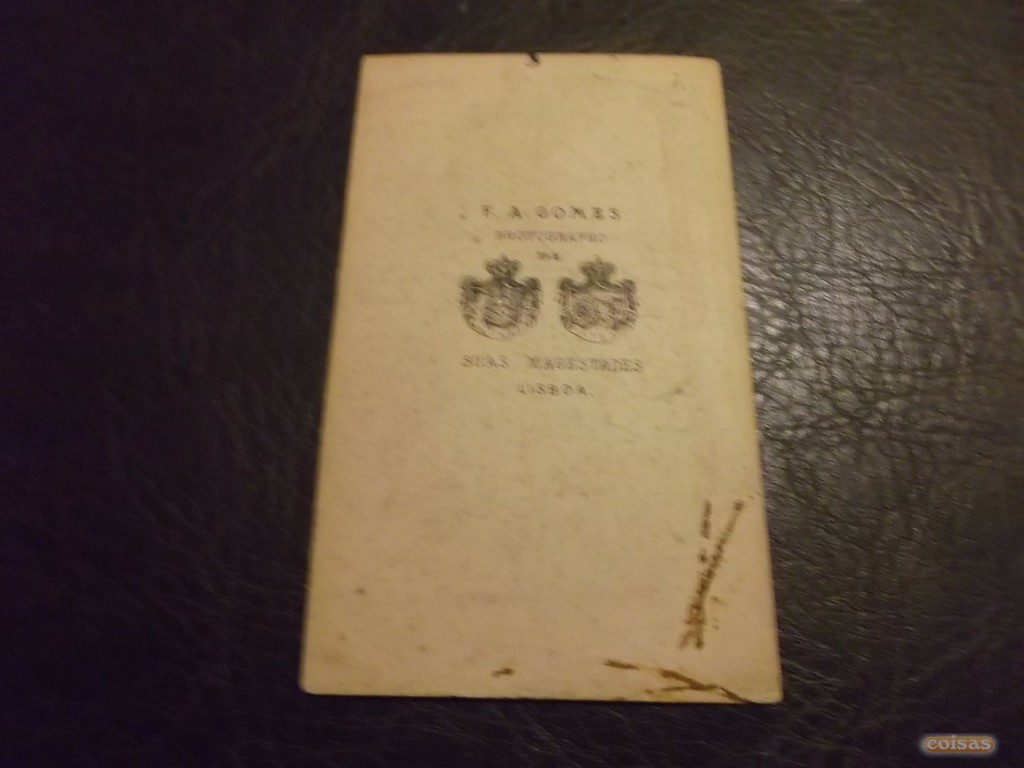 F. A. GOMES
PHOTOGRAPHO
DE
SUAS MAGESTADES
LISBOA.
coisas